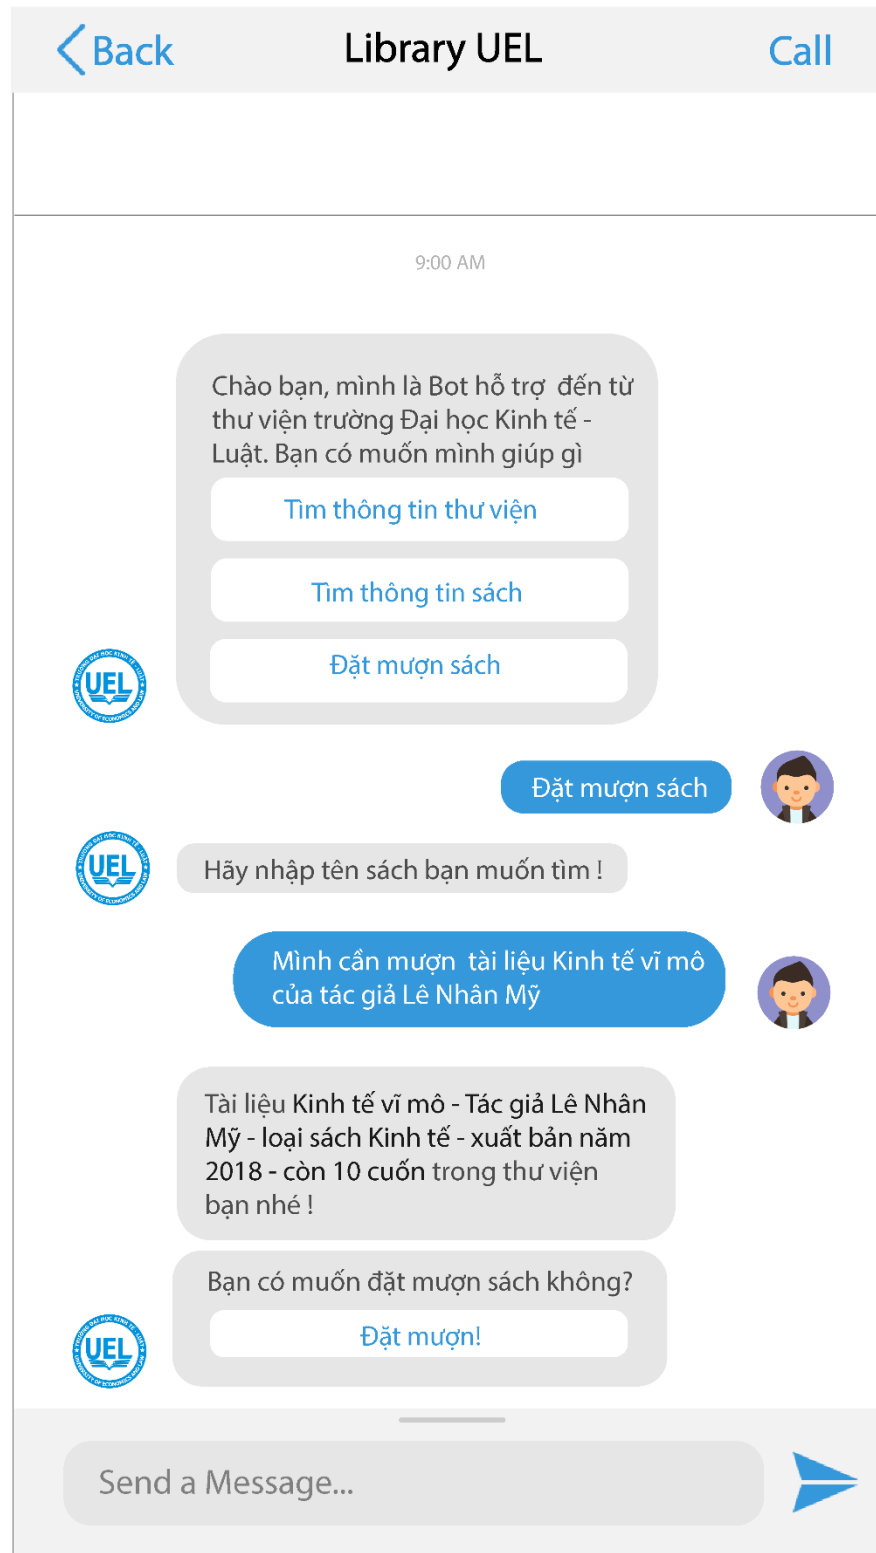 Back
Library UEL
Call
9:00 AM
Chào bạn, mình là Bot hỗ trợ đến từ
thư viện trường Đại học Kinh tế -
Luật. Bạn có muốn mình giúp gì
Tìm thông tin thư viện
Tìm thông tin sách
Đặt mượn sách
UEL
Đặt mượn sách
UEL
Hãy nhập tên sách bạn muốn tìm !
Mình cần mượn tài liệu Kinh tế vĩ mô
của tác giả Lê Nhân Mỹ
Tài liệu Kinh tế vĩ mô - Tác giả Lê Nhân
Mỹ - loại sách Kinh tế - xuất bản năm
2018 - còn 10 cuốn trong thư viện
bạn nhé !
Bạn có muốn đặt mượn sách không?
Đặt mượn!
UEL
Send a Message...